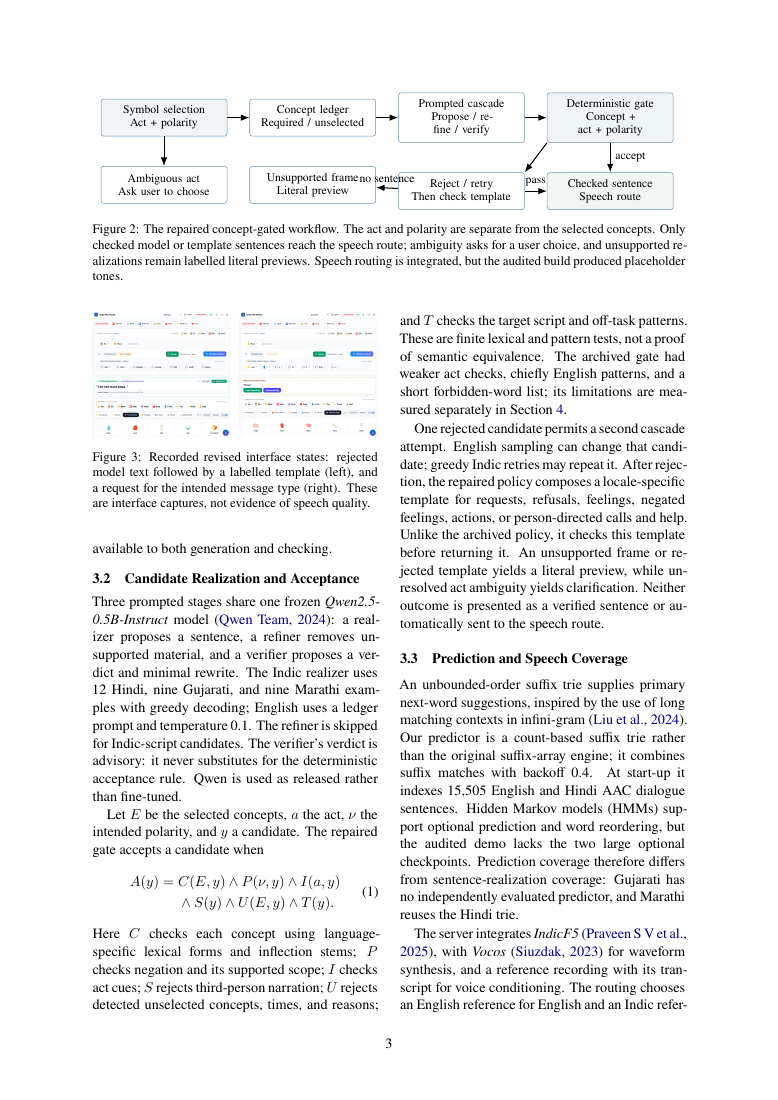 Symbol selection
Act + polarity
Concept ledger
Required / unselected
Prompted cascade
Propose / re-
fine / verify
Deterministic gate
Concept +
act + polarity
accept
Ambiguous act
Ask user to choose
Unsupported frame
Literal preview
no sentence
Reject / retry
Then check template
pass
Checked sentence
Speech route
Figure 2: The repaired concept-gated workflow. The act and polarity are separate from the selected concepts. Only
checked model or template sentences reach the speech route; ambiguity asks for a user choice, and unsupported re-
alizations remain labelled literal previews. Speech routing is integrated, but the audited build produced placeholder
tones.
Figure 3: Recorded revised interface states: rejected
model text followed by a labelled template (left), and
a request for the intended message type (right). These
are interface captures, not evidence of speech quality.
available to both generation and checking.
3.2 Candidate Realization and Acceptance
Three prompted stages share one frozen Qwen2.5-
0.5B-Instruct model (Qwen Team, 2024): a real-
izer proposes a sentence, a refiner removes un-
supported material, and a verifier proposes a ver-
dict and minimal rewrite. The Indic realizer uses
12 Hindi, nine Gujarati, and nine Marathi exam-
ples with greedy decoding; English uses a ledger
prompt and temperature 0.1. The refiner is skipped
for Indic-script candidates. The verifier's verdict is
advisory: it never substitutes for the deterministic
acceptance rule. Qwen is used as released rather
than fine-tuned.
Let E be the selected concepts, a the act, ν the
intended polarity, and y a candidate. The repaired
gate accepts a candidate when
A(y) = C(E, y) ∧ P(ν, y) ∧ I(a, y)
∧ S(y) ∧ U(E, y) ∧ T(y). (1)
Here C checks each concept using language-
specific lexical forms and inflection stems; P
checks negation and its supported scope; I checks
act cues; S rejects third-person narration; U rejects
detected unselected concepts, times, and reasons;
and T checks the target script and off-task patterns.
These are finite lexical and pattern tests, not a proof
of semantic equivalence. The archived gate had
weaker act checks, chiefly English patterns, and a
short forbidden-word list; its limitations are mea-
sured separately in Section 4.
One rejected candidate permits a second cascade
attempt. English sampling can change that candi-
date; greedy Indic retries may repeat it. After rejec-
tion, the repaired policy composes a locale-specific
template for requests, refusals, feelings, negated
feelings, actions, or person-directed calls and help.
Unlike the archived policy, it checks this template
before returning it. An unsupported frame or re-
jected template yields a literal preview, while un-
resolved act ambiguity yields clarification. Neither
outcome is presented as a verified sentence or au-
tomatically sent to the speech route.
3.3 Prediction and Speech Coverage
An unbounded-order suffix trie supplies primary
next-word suggestions, inspired by the use of long
matching contexts in infini-gram (Liu et al., 2024).
Our predictor is a count-based suffix trie rather
than the original suffix-array engine; it combines
suffix matches with backoff 0.4. At start-up it
indexes 15,505 English and Hindi AAC dialogue
sentences. Hidden Markov models (HMMs) sup-
port optional prediction and word reordering, but
the audited demo lacks the two large optional
checkpoints. Prediction coverage therefore differs
from sentence-realization coverage: Gujarati has
no independently evaluated predictor, and Marathi
reuses the Hindi trie.
The server integrates IndicF5 (Praveen S V et al.,
2025), with Vocos (Siuzdak, 2023) for waveform
synthesis, and a reference recording with its tran-
script for voice conditioning. The routing chooses
an English reference for English and an Indic refer-
3